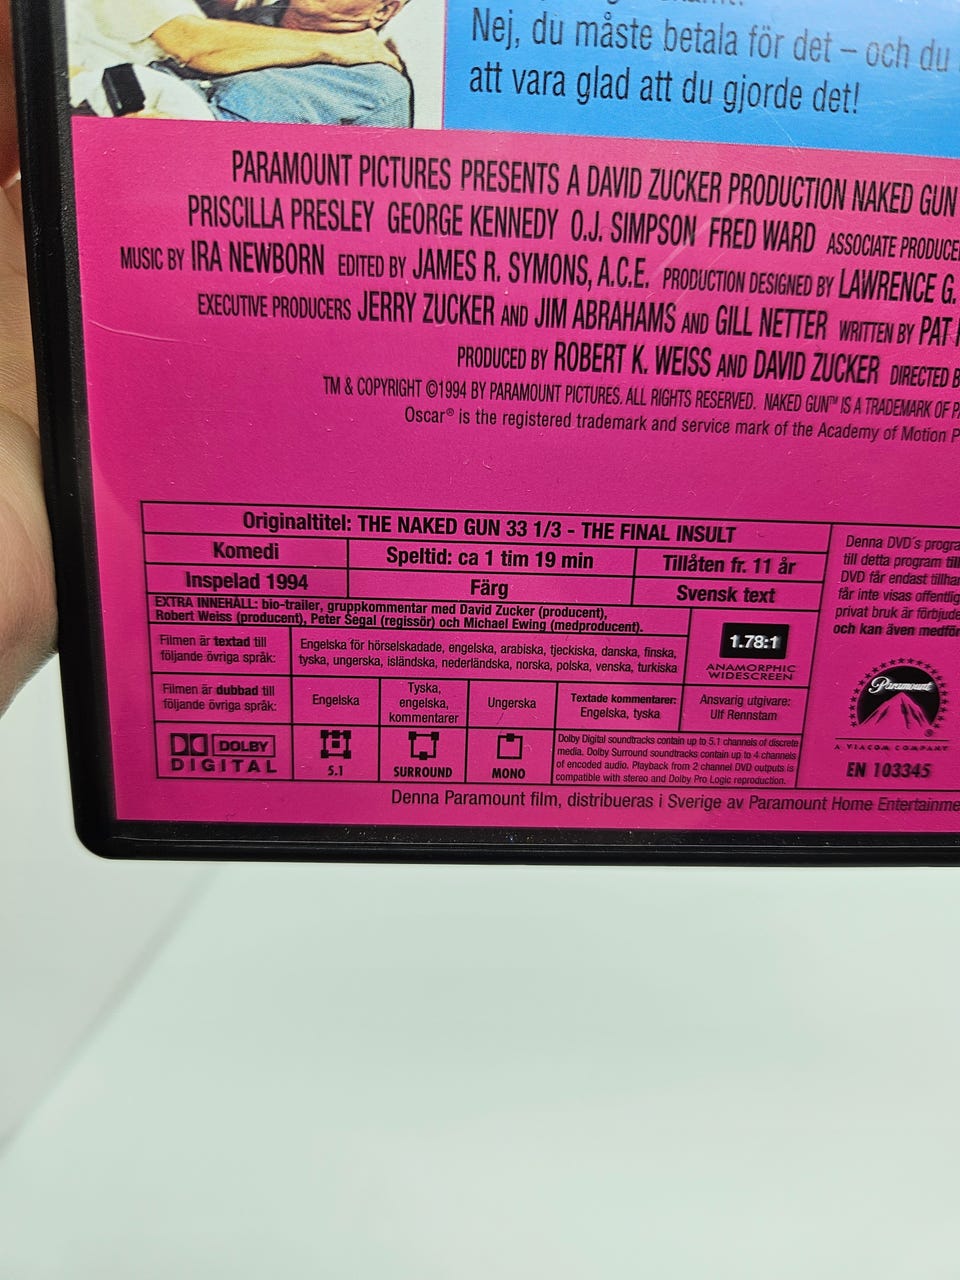 Nej, du måste betala för det – och du
att vara glad att du gjorde det!
PARAMOUNT PICTURES PRESENTS A DAVID ZUCKER PRODUCTION NAKED GUN
PRISCILLA PRESLEY GEORGE KENNEDY O.J. SIMPSON FRED WARD ASSOCIATE
MUSIC BY IRA NEWBORN EDITED BY JAMES R. SYMONS, A.C.E. PRODUCTION DESIGNED BY LAWRENCE G.
EXECUTIVE PRODUCERS JERRY ZUCKER AND JIM ABRAHAMS AND GILL NETTER WRITTEN BY PAT
PRODUCED BY ROBERT K. WEISS AND DAVID ZUCKER DIRECTED
TM & COPYRIGHT ©1994 BY PARAMOUNT PICTURES. ALL RIGHTS RESERVED. NAKED GUN™ IS A TRADEMARK OF
Oscar® is the registered trademark and service mark of the Academy of Motion
Originaltitel: THE NAKED GUN 33 1/3 - THE FINAL INSULT
Komedi
Speltid: ca 1 tim 19 min
Tillåten fr. 11 år
Inspelad 1994
Färg
Svensk text
EXTRA INNEHÅLL: bio-trailer, gruppkommentar med David Zucker (producent),
Robert Weiss (producent), Peter Segal (regissör) och Michael Ewing (medproducent).
Filmen är textad till
följande övriga språk:
Engelska för hörselskadade, engelska, arabiska, tjeckiska, danska, finska,
tyska, ungerska, isländska, nederländska, norska, polska, svenska, turkiska
1.78:1
ANAMORPHIC
WIDESCREEN
Filmen är dubbad till
följande övriga språk:
Engelska
Tyska,
engelska,
kommentarer
Ungerska
Textade kommentarer:
Engelska, tyska
Ansvarig utgivare:
Ulf Rennstam
DOLBY
DIGITAL
5.1
SURROUND
MONO
Dolby Digital soundtracks contain up to 5.1 channels of discrete
media. Dolby Surround soundtracks contain up to 4 channels
of encoded audio. Playback from 2 channel DVD outputs is
compatible with stereo and Dolby Pro Logic reproduction.
Denna DVD´s
till detta program
DVD får endast
får inte visas
privat bruk är
och kan även
Paramount
A VIACOM COMPANY
EN 103345
Denna Paramount film, distribueras i Sverige av Paramount Home